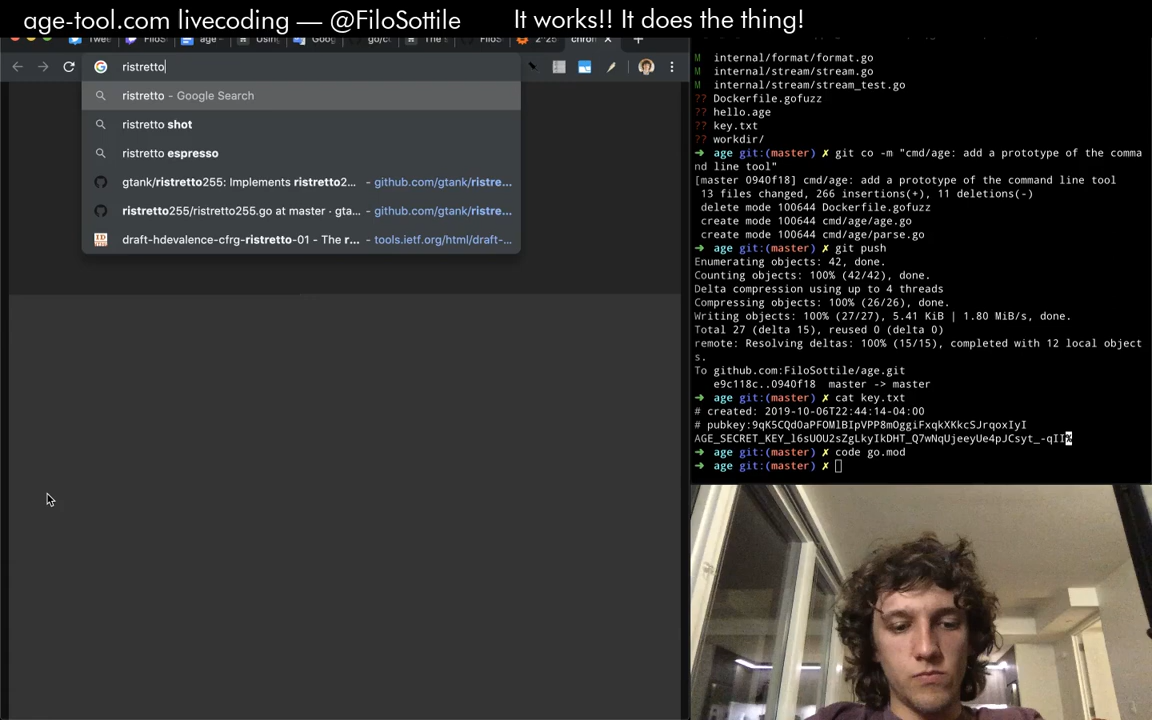 age-tool.com livecoding — @FiloSottile
It works!! It does the thing!
ristretto
ristretto - Google Search
ristretto shot
ristretto espresso
gtank/ristretto255: Implements ristretto2... - github.com/gtank/ristre...
ristretto255/ristretto255.go at master · gta... - github.com/gtank/ristre...
draft-hdevalence-cfrg-ristretto-01 - The r... - tools.ietf.org/html/draft-...
M internal/format/format.go
M internal/stream/stream.go
M internal/stream/stream_test.go
?? Dockerfile.gofuzz
?? hello.age
?? key.txt
?? workdir/
➜ age git:(master) ✗ git co -m "cmd/age: add a prototype of the comma
nd line tool"
[master 0940f18] cmd/age: add a prototype of the command line tool
13 files changed, 266 insertions(+), 11 deletions(-)
delete mode 100644 Dockerfile.gofuzz
create mode 100644 cmd/age/age.go
create mode 100644 cmd/age/parse.go
➜ age git:(master) ✗ git push
Enumerating objects: 42, done.
Counting objects: 100% (42/42), done.
Delta compression using up to 4 threads
Compressing objects: 100% (26/26), done.
Writing objects: 100% (27/27), 5.41 KiB | 1.80 MiB/s, done.
Total 27 (delta 15), reused 0 (delta 0)
remote: Resolving deltas: 100% (15/15), completed with 12 local object
s.
To github.com:FiloSottile/age.git
e9c118c..0940f18 master -> master
➜ age git:(master) ✗ cat key.txt
# created: 2019-10-06T22:44:14-04:00
# pubkey:9qK5CQdOaPFOMlBIpVPP8mOggiFxqkXKkcSJrqoxIyI
AGE_SECRET_KEY_l6sUOU2sZgLkyIkDHT_Q7wNqUjeeyUe4pJCsyt_-qII%
➜ age git:(master) ✗ code go.mod
➜ age git:(master) ✗